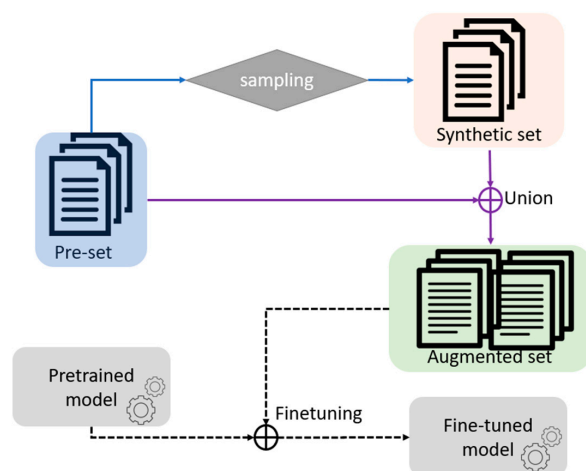 sampling
Synthetic set
Pre-set
Union
Augmented set
Pretrained
model
Finetuning
Fine-tuned
model